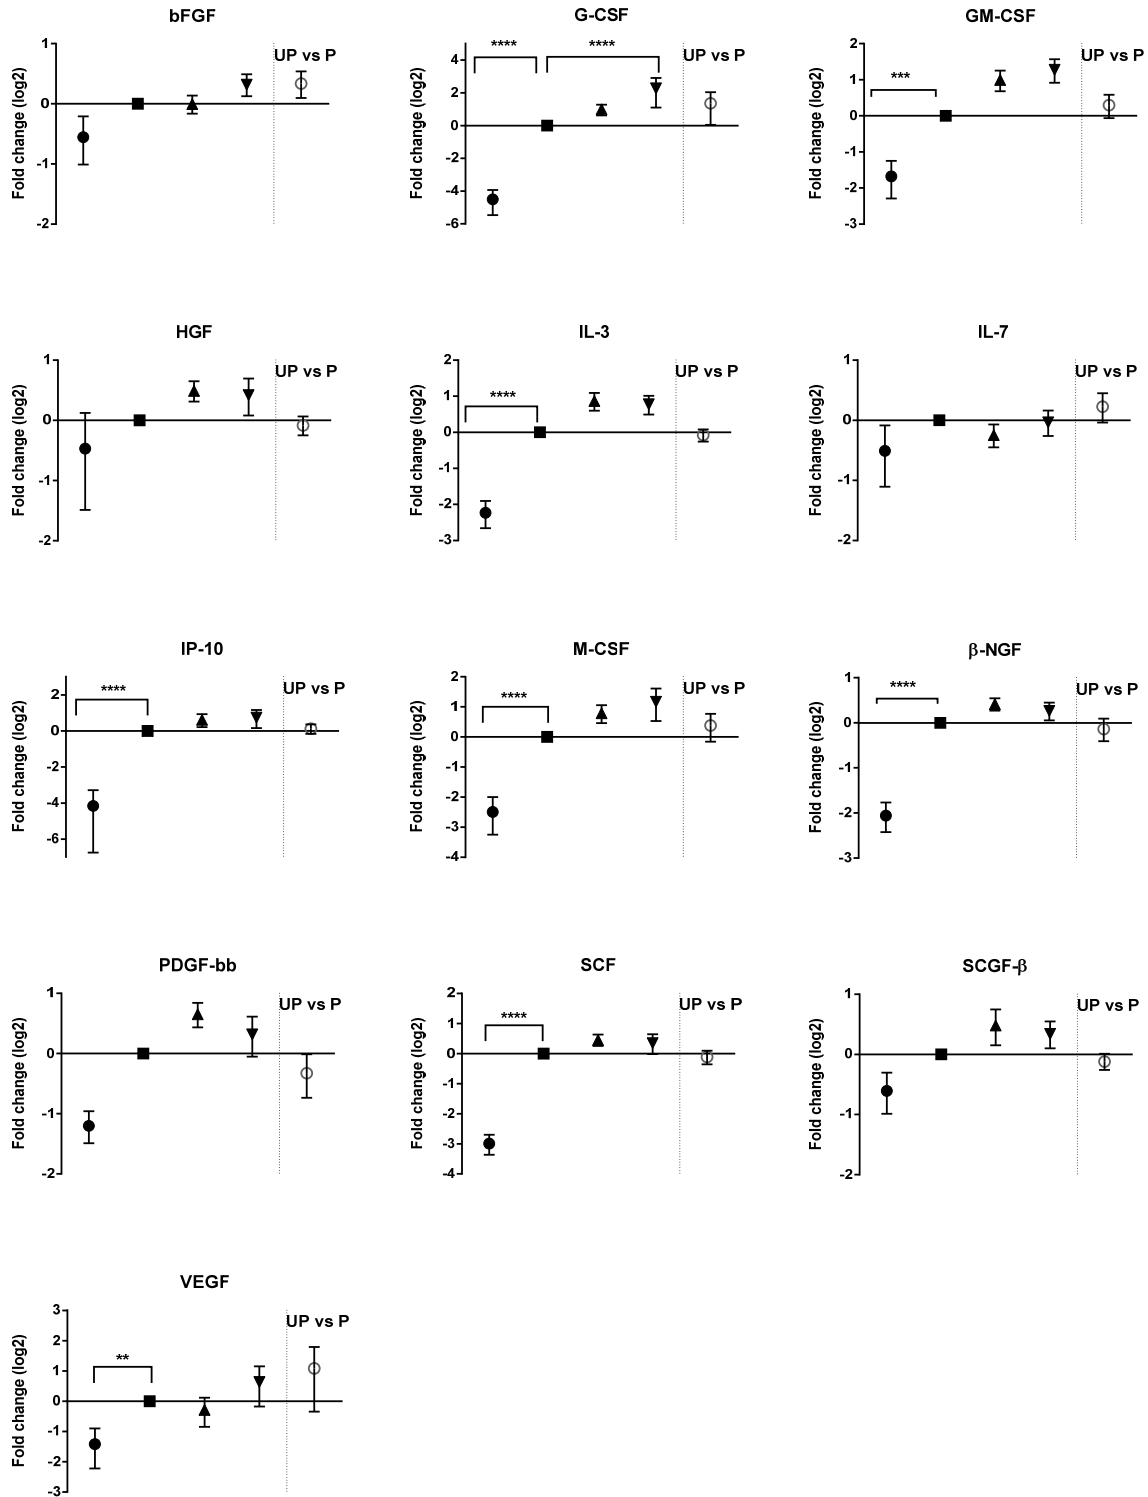 bFGF
UP vs P
Fold change (log2)
1
0
-1
-2
G-CSF
**** ****
UP vs P
Fold change (log2)
4
2
0
-2
-4
-6
GM-CSF
***
UP vs P
Fold change (log2)
2
1
0
-1
-2
-3
HGF
UP vs P
Fold change (log2)
1
0
-1
-2
IL-3
****
UP vs P
Fold change (log2)
2
1
0
-1
-2
-3
IL-7
UP vs P
Fold change (log2)
1
0
-1
-2
IP-10
****
UP vs P
Fold change (log2)
2
0
-2
-4
-6
M-CSF
****
UP vs P
Fold change (log2)
2
1
0
-1
-2
-3
-4
β-NGF
****
UP vs P
Fold change (log2)
1
0
-1
-2
-3
PDGF-bb
UP vs P
Fold change (log2)
1
0
-1
-2
SCF
****
UP vs P
Fold change (log2)
2
1
0
-1
-2
-3
-4
SCGF-β
UP vs P
Fold change (log2)
1
0
-1
-2
VEGF
**
UP vs P
Fold change (log2)
3
2
1
0
-1
-2
-3